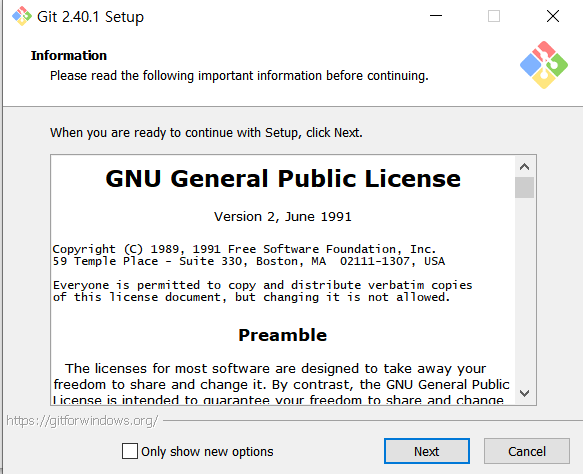 Git 2.40.1 Setup
Information
Please read the following important information before continuing.
When you are ready to continue with Setup, click Next.
GNU General Public License
Version 2, June 1991
Copyright (C) 1989, 1991 Free Software Foundation, Inc.
59 Temple Place - Suite 330, Boston, MA  02111-1307, USA
Everyone is permitted to copy and distribute verbatim copies
of this license document, but changing it is not allowed.
Preamble
The licenses for most software are designed to take away your
freedom to share and change it. By contrast, the GNU General Public
License is intended to guarantee your freedom to share and change
https://gitforwindows.org/
Only show new options
Next
Cancel